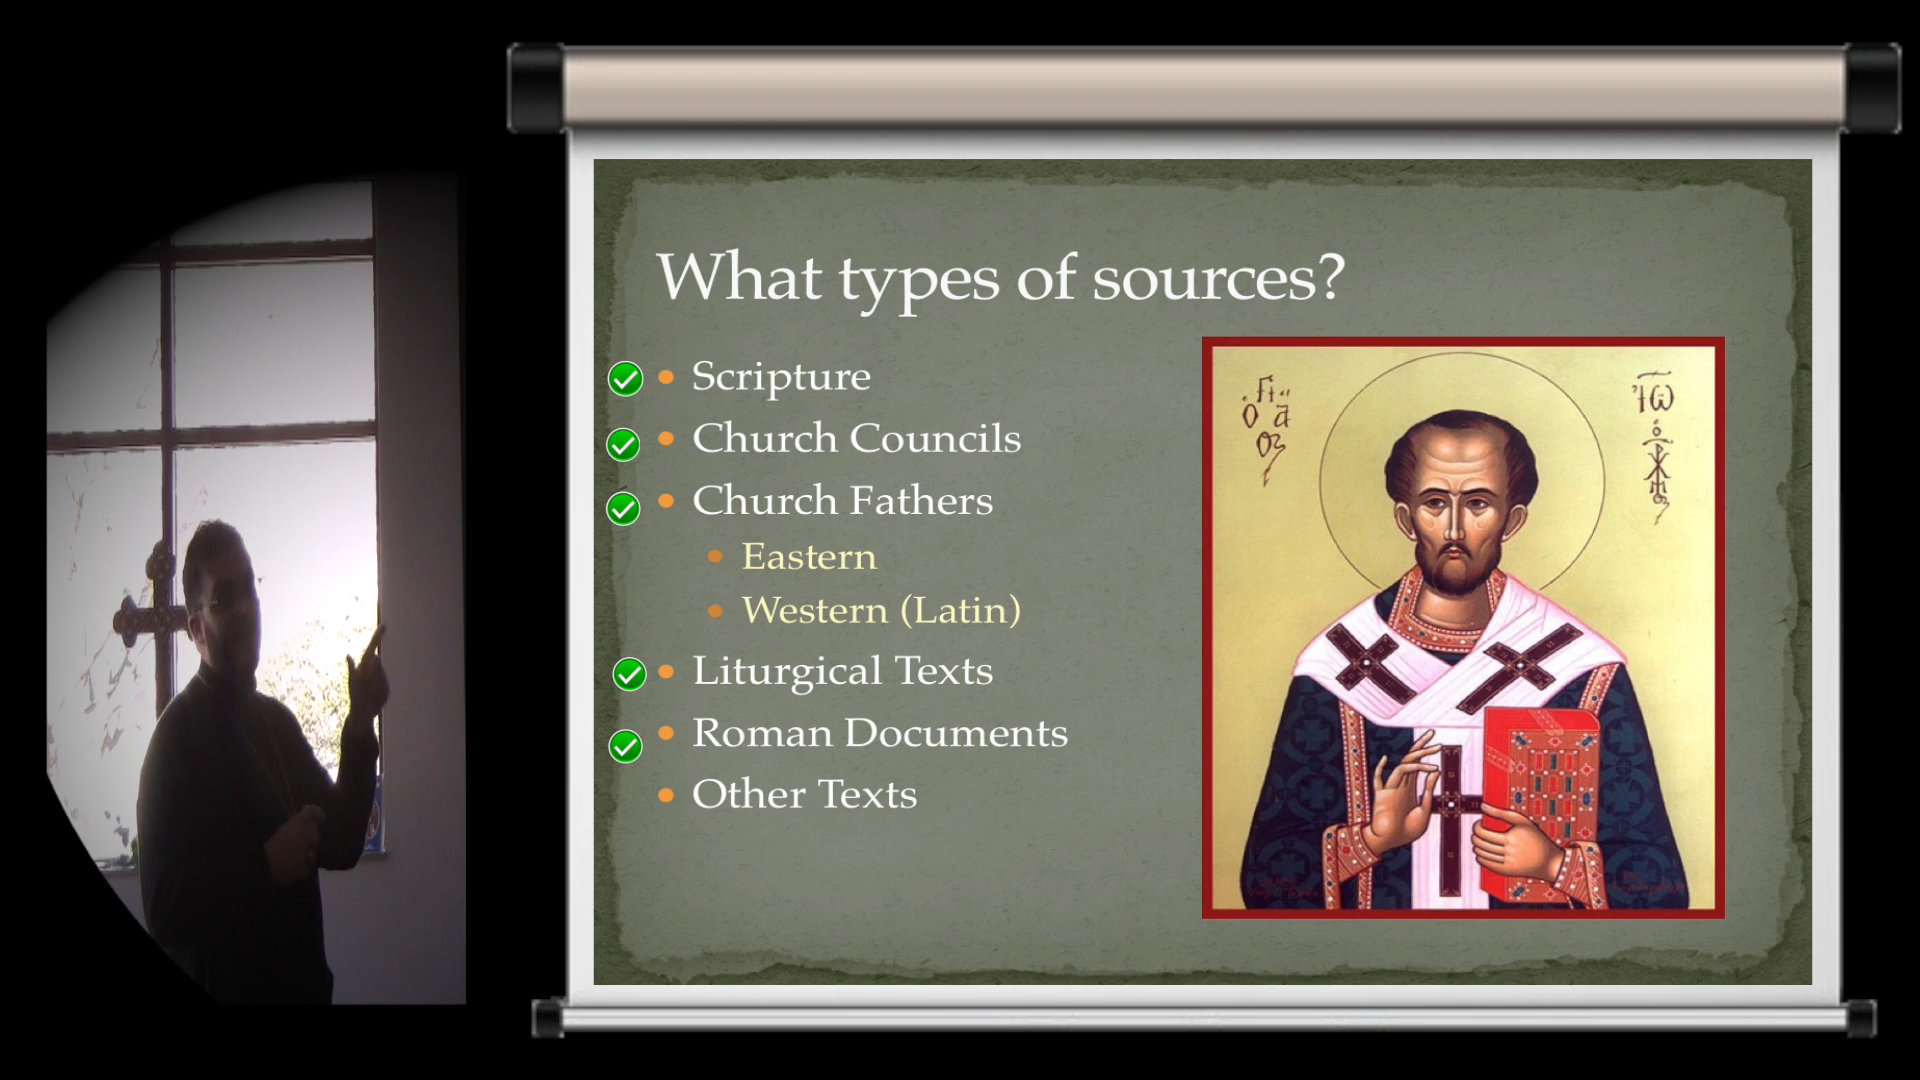 What types of sources?
Scripture
Church Councils
Church Fathers
Eastern
Western (Latin)
Liturgical Texts
Roman Documents
Other Texts